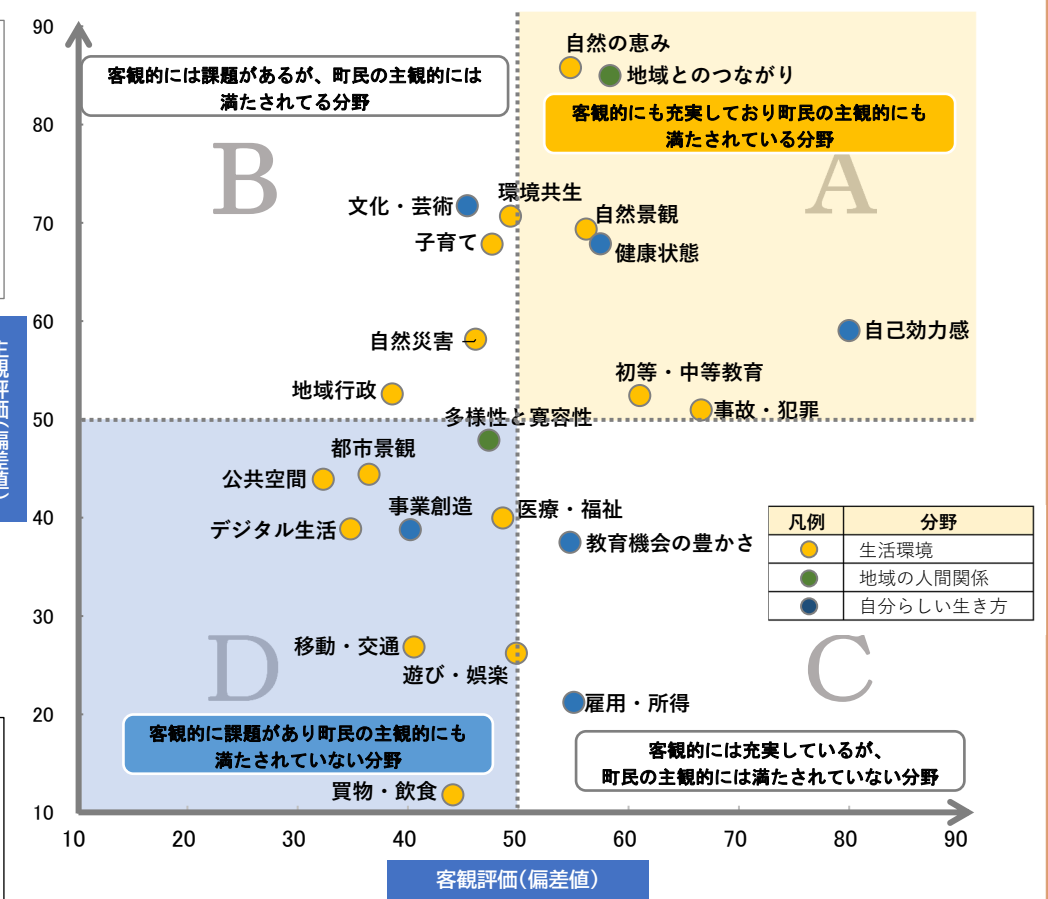 90
自然の恵み
客観的には課題があるが、町民の主観的には
満たされてる分野
地域とのつながり
客観的にも充実しており町民の主観的にも
満たされている分野
80
B
A
環境共生
文化・芸術
自然景観
70
子育て
健康状態
60
自己効力感
自然災害
初等・中等教育
地域行政
事故・犯罪
50
多様性と寛容性
都市景観
公共空間
事業創造
医療・福祉
40
デジタル生活
教育機会の豊かさ
凡例
分野
生活環境
地域の人間関係
自分らしい生き方
30
移動・交通
D
C
遊び・娯楽
雇用・所得
20
客観的に課題があり町民の主観的にも
満たされていない分野
客観的には充実しているが、
町民の主観的には満たされていない分野
買物・飲食
10
10 20 30 40 50 60 70 80 90
客観評価(偏差値)
主観評価(偏差値)